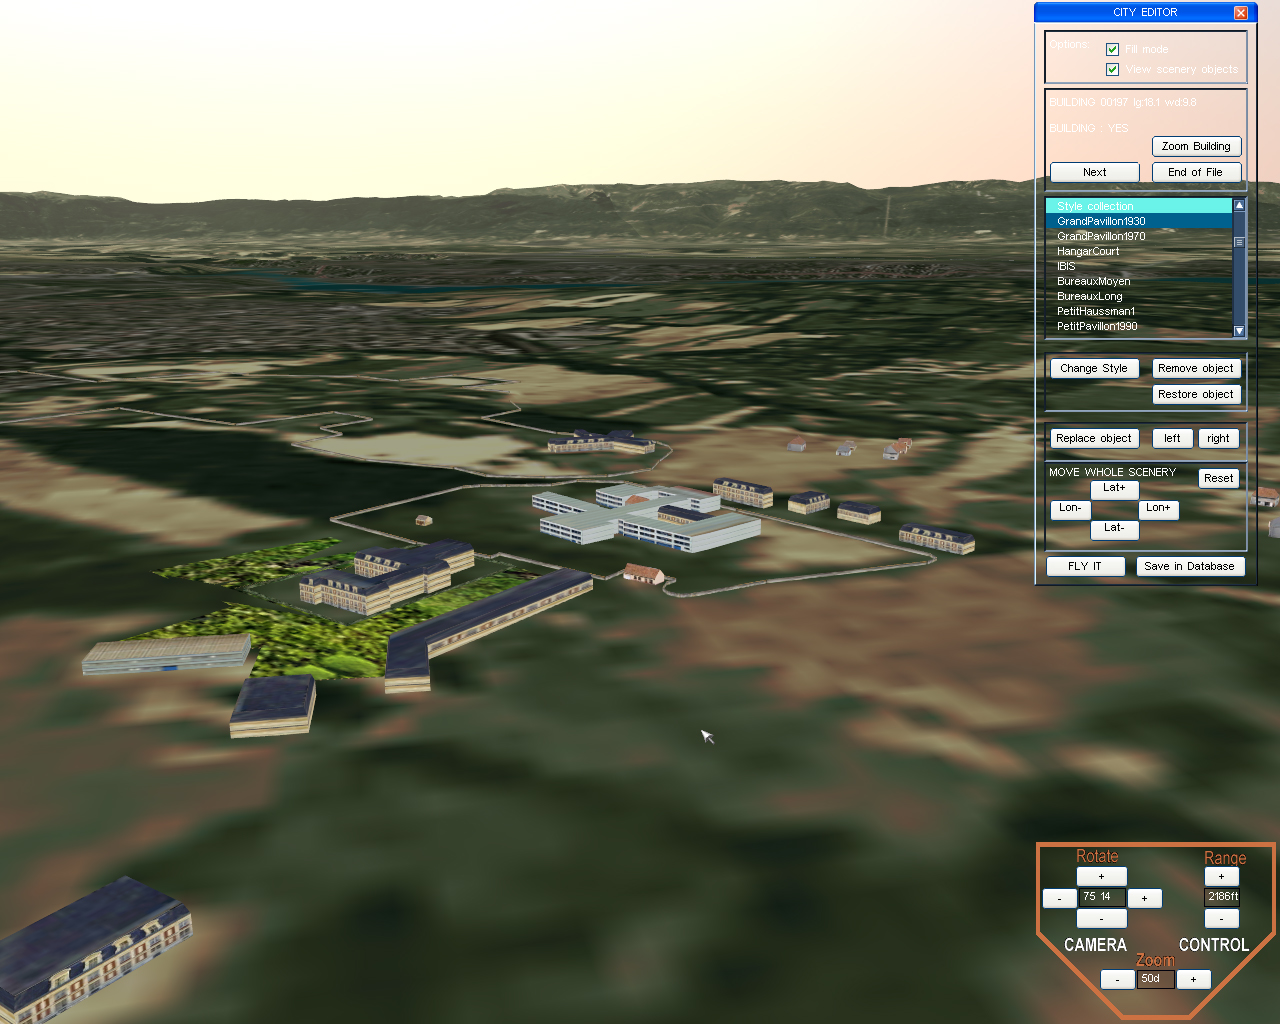 CITY EDITOR
Options:
Fill mode
View scenery objects
BUILDING 00197 lg:18.1 wd:9.8
BUILDING : YES
Zoom Building
Next
End of File
Style collection
GrandPavillon1930
GrandPavillon1970
HangarCourt
IBIS
BureauxMoyen
BureauxLong
PetitHaussman1
PetitPavillon1990
Change Style
Remove object
Restore object
Replace object
left
right
MOVE WHOLE SCENERY
Reset
Lat+
Lon-
Lon+
Lat-
FLY IT
Save in Database
Rotate
Range
+
+
-
75 14
+
2186ft
-
-
CAMERA
CONTROL
Zoom
-
50d
+